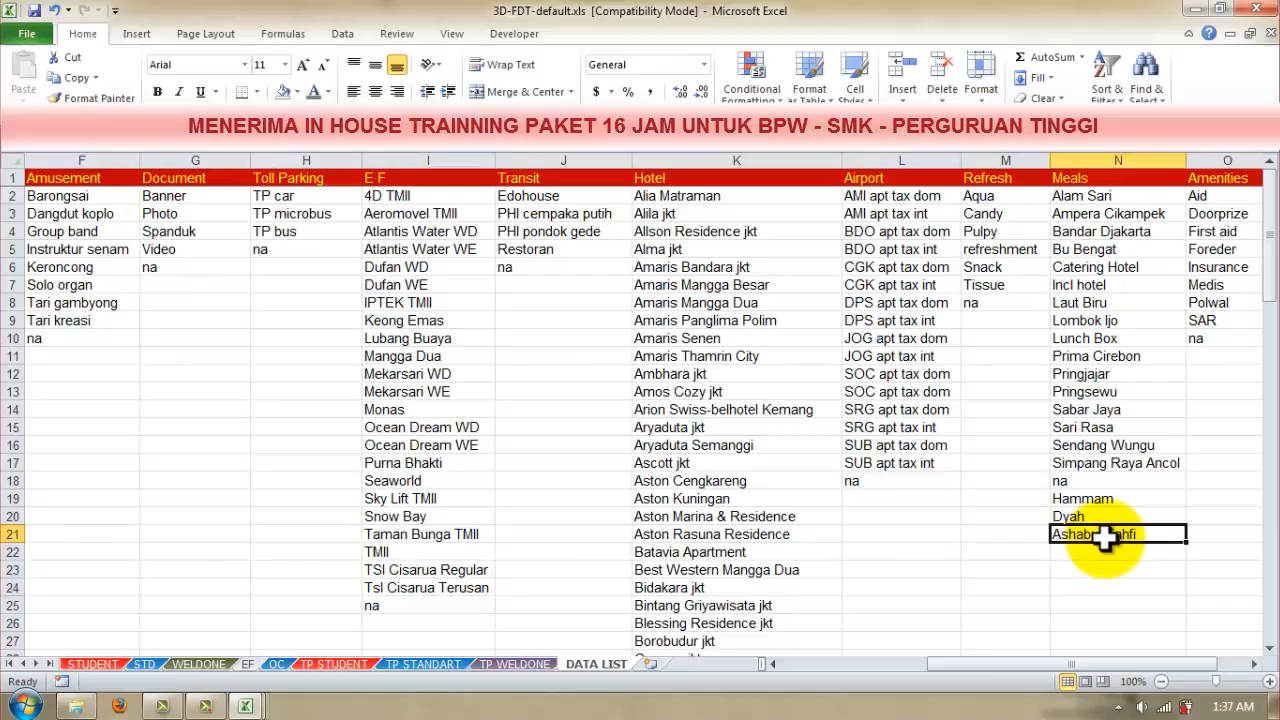 3D-FDT-default.xls [Compatibility Mode] - Microsoft Excel
File Home Insert Page Layout Formulas Data Review View Developer
Paste
Cut
Copy
Format Painter
Arial 11
Wrap Text
Merge & Center
General
Conditional Formatting
Format as Table
Cell Styles
Insert Delete Format
AutoSum
Fill
Clear
Sort & Filter
Find & Select
MENERIMA IN HOUSE TRAINNING PAKET 16 JAM UNTUK BPW - SMK - PERGURUAN TINGGI
F G H I J K L M N O
1 Amusement Document Toll Parking E F Transit Hotel Airport Refresh Meals Amenities
2 Barongsai Banner TP car 4D TMII Edohouse Alia Matraman AMI apt tax dom Aqua Alam Sari Aid
3 Dangdut koplo Photo TP microbus Aeromovel TMII PHI cempaka putih Alila jkt AMI apt tax int Candy Ampera Cikampek Doorprize
4 Group band Spanduk TP bus Atlantis Water WD PHI pondok gede Allson Residence jkt BDO apt tax dom Pulpy Bandar Djakarta First aid
5 Instruktur senam Video na Atlantis Water WE Restoran Alma jkt BDO apt tax int refreshment Bu Bengat Foreder
6 Keroncong na Dufan WD na Amaris Bandara jkt CGK apt tax dom Snack Catering Hotel Insurance
7 Solo organ Dufan WE Amaris Mangga Besar CGK apt tax int Tissue Incl hotel Medis
8 Tari gambyong IPTEK TMII Amaris Mangga Dua DPS apt tax dom na Laut Biru Polwal
9 Tari kreasi Keong Emas Amaris Panglima Polim DPS apt tax int Lombok Ijo SAR
10 na Lubang Buaya Amaris Senen JOG apt tax dom Lunch Box na
11 Mangga Dua Amaris Thamrin City JOG apt tax int Prima Cirebon
12 Mekarsari WD Ambhara jkt SOC apt tax dom Pringjajar
13 Mekarsari WE Amos Cozy jkt SOC apt tax int Pringsewu
14 Monas Arion Swiss-belhotel Kemang SRG apt tax dom Sabar Jaya
15 Ocean Dream WD Aryaduta jkt SRG apt tax int Sari Rasa
16 Ocean Dream WE Aryaduta Semanggi SUB apt tax dom Sendang Wungu
17 Purna Bhakti Ascott jkt SUB apt tax int Simpang Raya Ancol
18 Seaworld Aston Cengkareng na na
19 Sky Lift TMII Aston Kuningan Hammam
20 Snow Bay Aston Marina & Residence Dyah
21 Taman Bunga TMII Aston Rasuna Residence
22 TMII Batavia Apartment
23 TSI Cisarua Regular Best Western Mangga Dua
24 TsI Cisarua Terusan Bidakara jkt
25 na Bintang Griyawisata jkt
26 Blessing Residence jkt
27 Borobudur jkt
STUDENT STD WELDONE EF OC TP STUDENT TP STANDART TP WELDONE DATA LIST
Ready 100%
1:37 AM